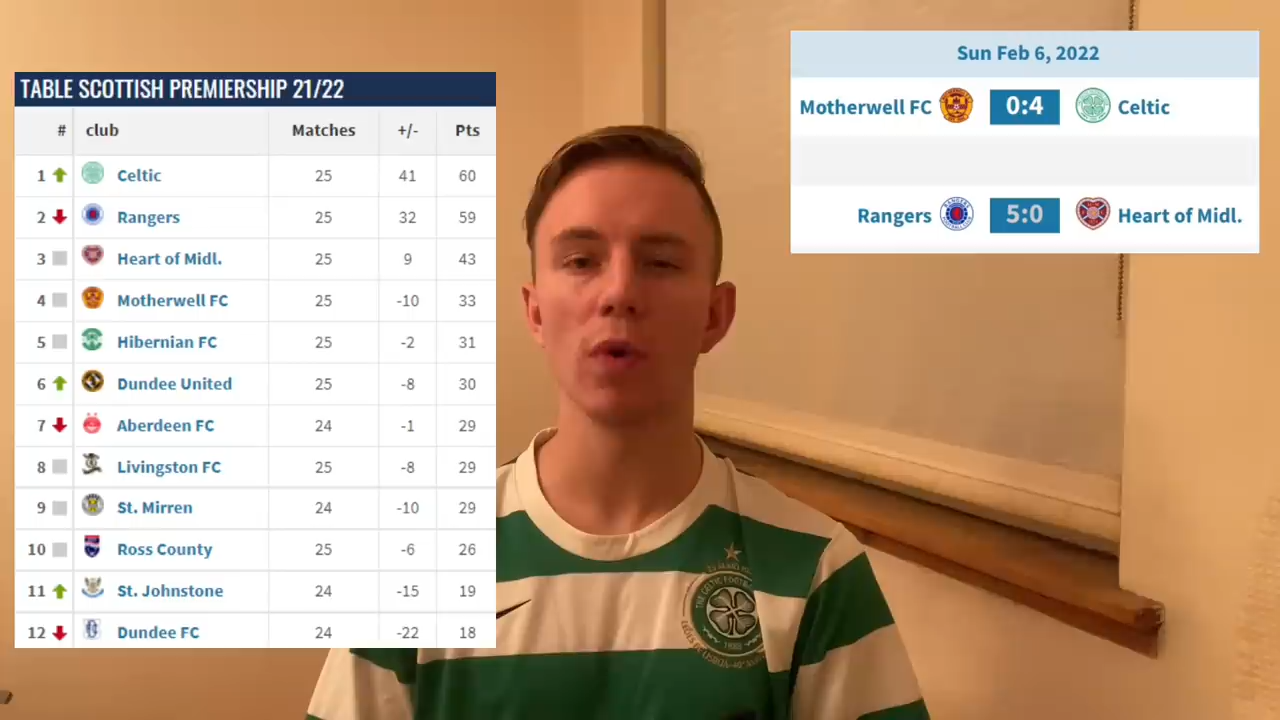 TABLE SCOTTISH PREMIERSHIP 21/22
# club Matches +/- Pts
1 Celtic 25 41 60
2 Rangers 25 32 59
3 Heart of Midl. 25 9 43
4 Motherwell FC 25 -10 33
5 Hibernian FC 25 -2 31
6 Dundee United 25 -8 30
7 Aberdeen FC 24 -1 29
8 Livingston FC 25 -8 29
9 St. Mirren 24 -10 29
10 Ross County 25 -6 26
11 St. Johnstone 24 -15 19
12 Dundee FC 24 -22 18
Sun Feb 6, 2022
Motherwell FC 0:4 Celtic
Rangers 5:0 Heart of Midl.
THE CELTIC FOOTBALL
1888